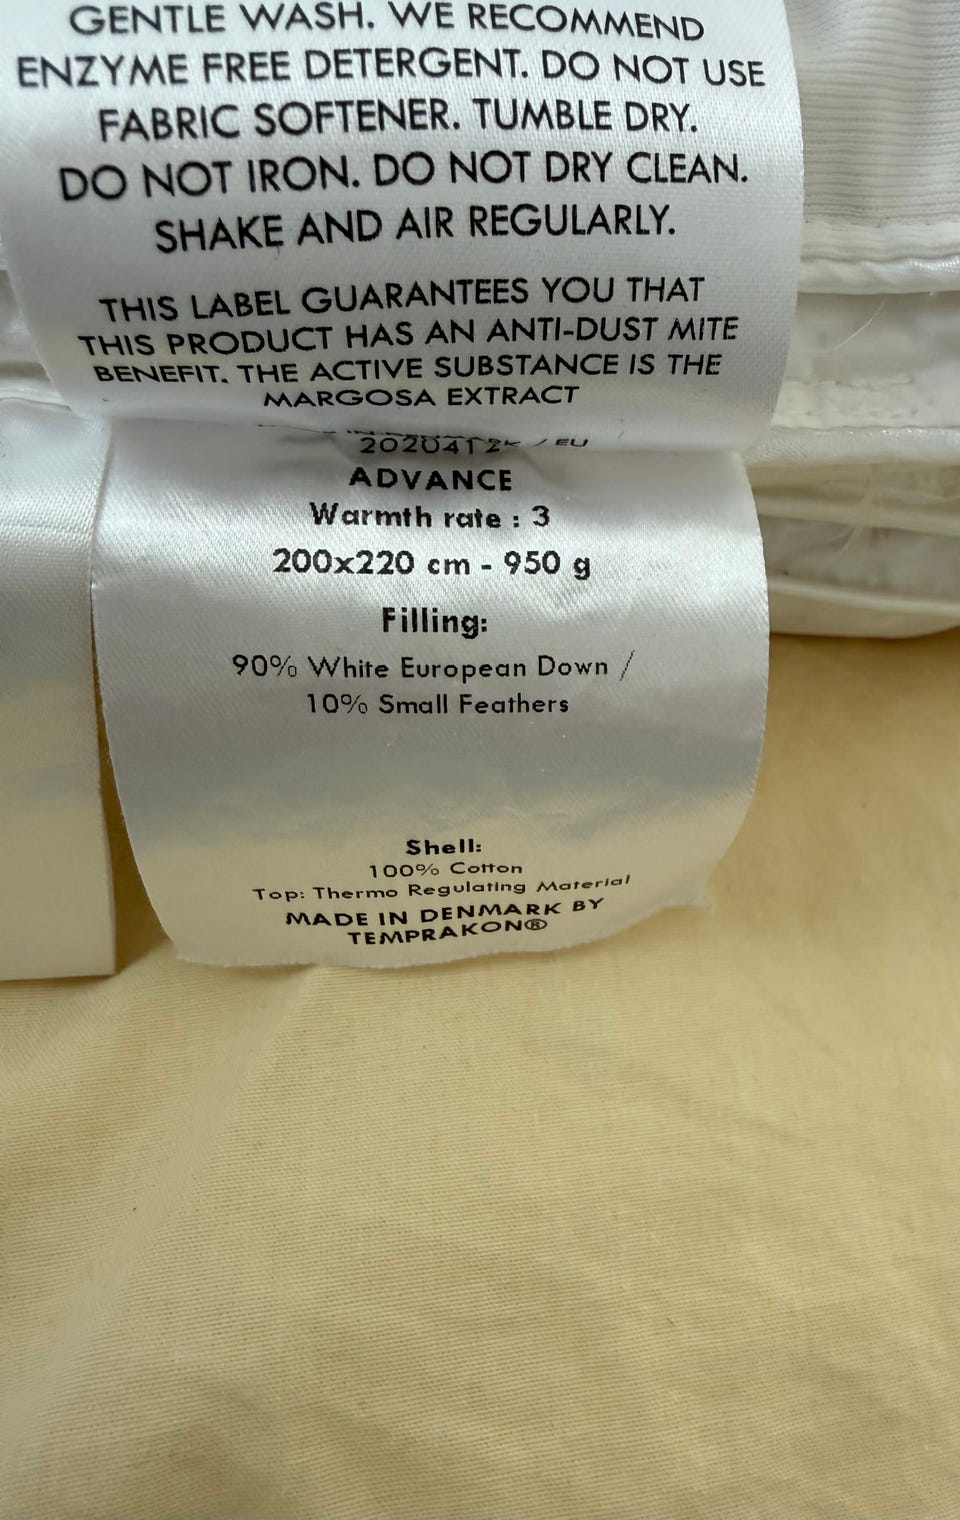 GENTLE WASH. WE RECOMMEND
ENZYME FREE DETERGENT. DO NOT USE
FABRIC SOFTENER. TUMBLE DRY.
DO NOT IRON. DO NOT DRY CLEAN.
SHAKE AND AIR REGULARLY.
THIS LABEL GUARANTEES YOU THAT
THIS PRODUCT HAS AN ANTI-DUST MITE
BENEFIT. THE ACTIVE SUBSTANCE IS THE
MARGOSA EXTRACT
/ EU
ADVANCE
Warmth rate : 3
200x220 cm - 950 g
Filling:
90% White European Down /
10% Small Feathers
Shell:
100% Cotton
Top: Thermo Regulating Material
MADE IN DENMARK BY
TEMPRAKON®